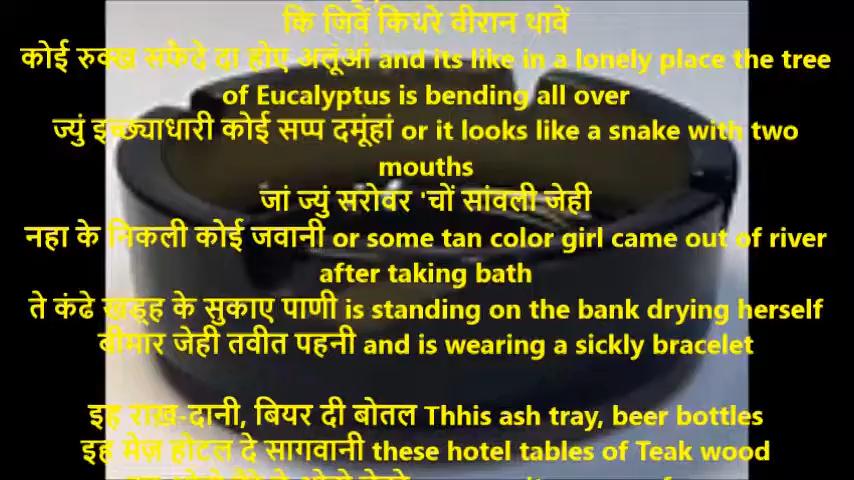 कि जिवें किधरे वीरान थावें
कोई रुक्ख सफेदे दा होए अलूंआं and its like in a lonely place the tree
of Eucalyptus is bending all over
ज्युं इच्छ्याधारी कोई सप्प दमूंहां or it looks like a snake with two
mouths
जां ज्युं सरोवर 'चों सांवली जेही
नहा के निकली कोई जवानी or some tan color girl came out of river
after taking bath
ते कंढे खड़्ह के सुकाए पाणी is standing on the bank drying herself
बीमार जेही तवीत पहनी and is wearing a sickly bracelet
इह राख़-दानी, बियर दी बोतल Thhis ash tray, beer bottles
इह मेज़ होटल दे सागवानी these hotel tables of Teak wood